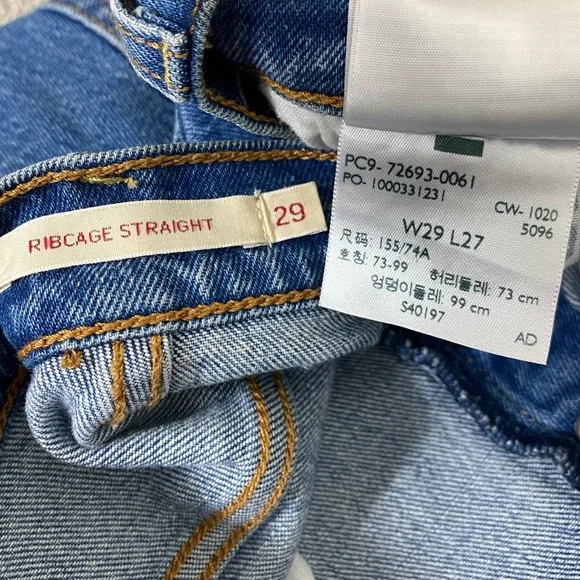 RIBCAGE STRAIGHT
29
PC9- 72693-0061
PO- 1000331231
CW- 1020
5096
W29 L27
尺码: 155/74A
호칭: 73-99 허리둘레: 73 cm
엉덩이둘레: 99 cm
S40197
AD